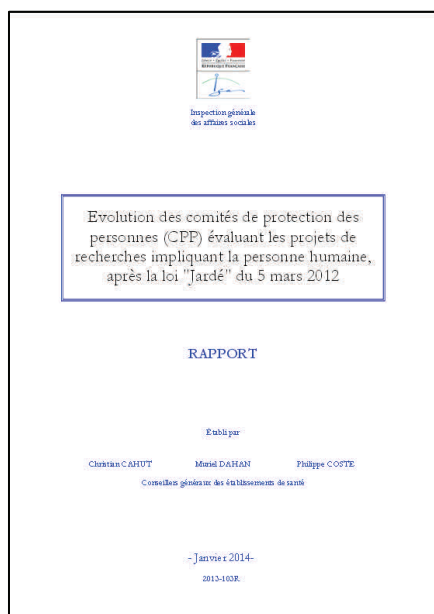 Inspection générale
des affaires sociales
Evolution des comités de protection des
personnes (CPP) évaluant les projets de
recherches impliquant la personne humaine,
après la loi "Jardé" du 5 mars 2012
RAPPORT
Établi par
Christian CAHUT Muriel DAHAN Philippe COSTE
Conseillers généraux des établissements de santé
- Janvier 2014-
2013-103R